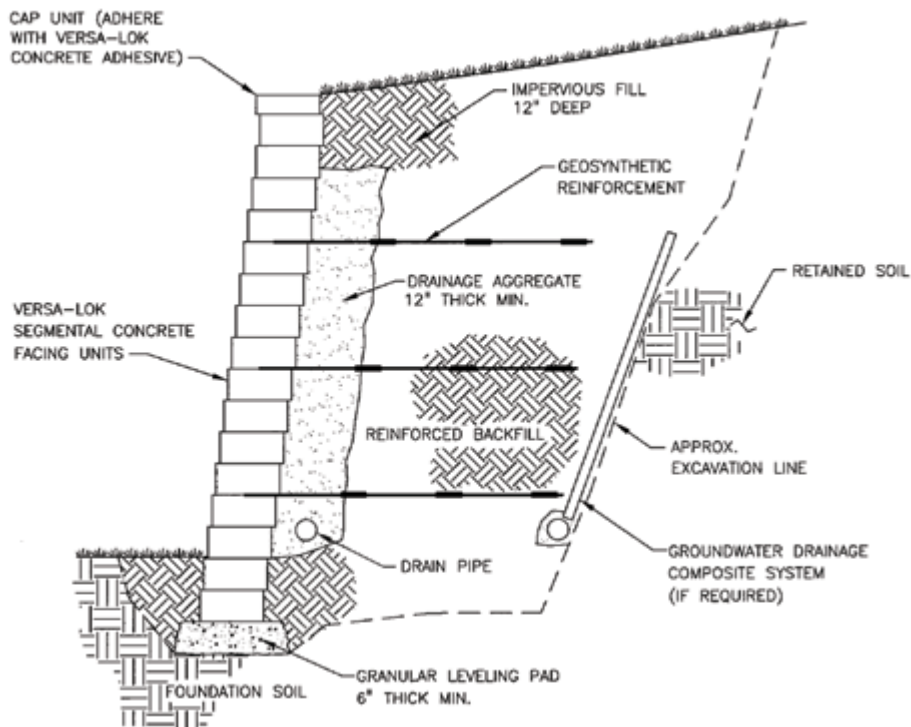 CAP UNIT (ADHERE
WITH VERSA-LOK
CONCRETE ADHESIVE)
IMPERVIOUS FILL
12" DEEP
GEOSYNTHETIC
REINFORCEMENT
RETAINED SOIL
DRAINAGE AGGREGATE
12" THICK MIN.
VERSA-LOK
SEGMENTAL CONCRETE
FACING UNITS
REINFORCED BACKFILL
APPROX.
EXCAVATION LINE
DRAIN PIPE
GROUNDWATER DRAINAGE
COMPOSITE SYSTEM
(IF REQUIRED)
GRANULAR LEVELING PAD
6" THICK MIN.
FOUNDATION SOIL